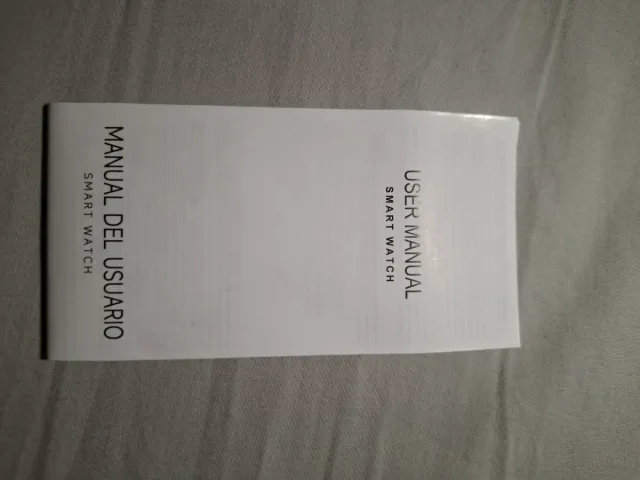 USER MANUAL
SMART WATCH
MANUAL DEL USUARIO
SMART WATCH